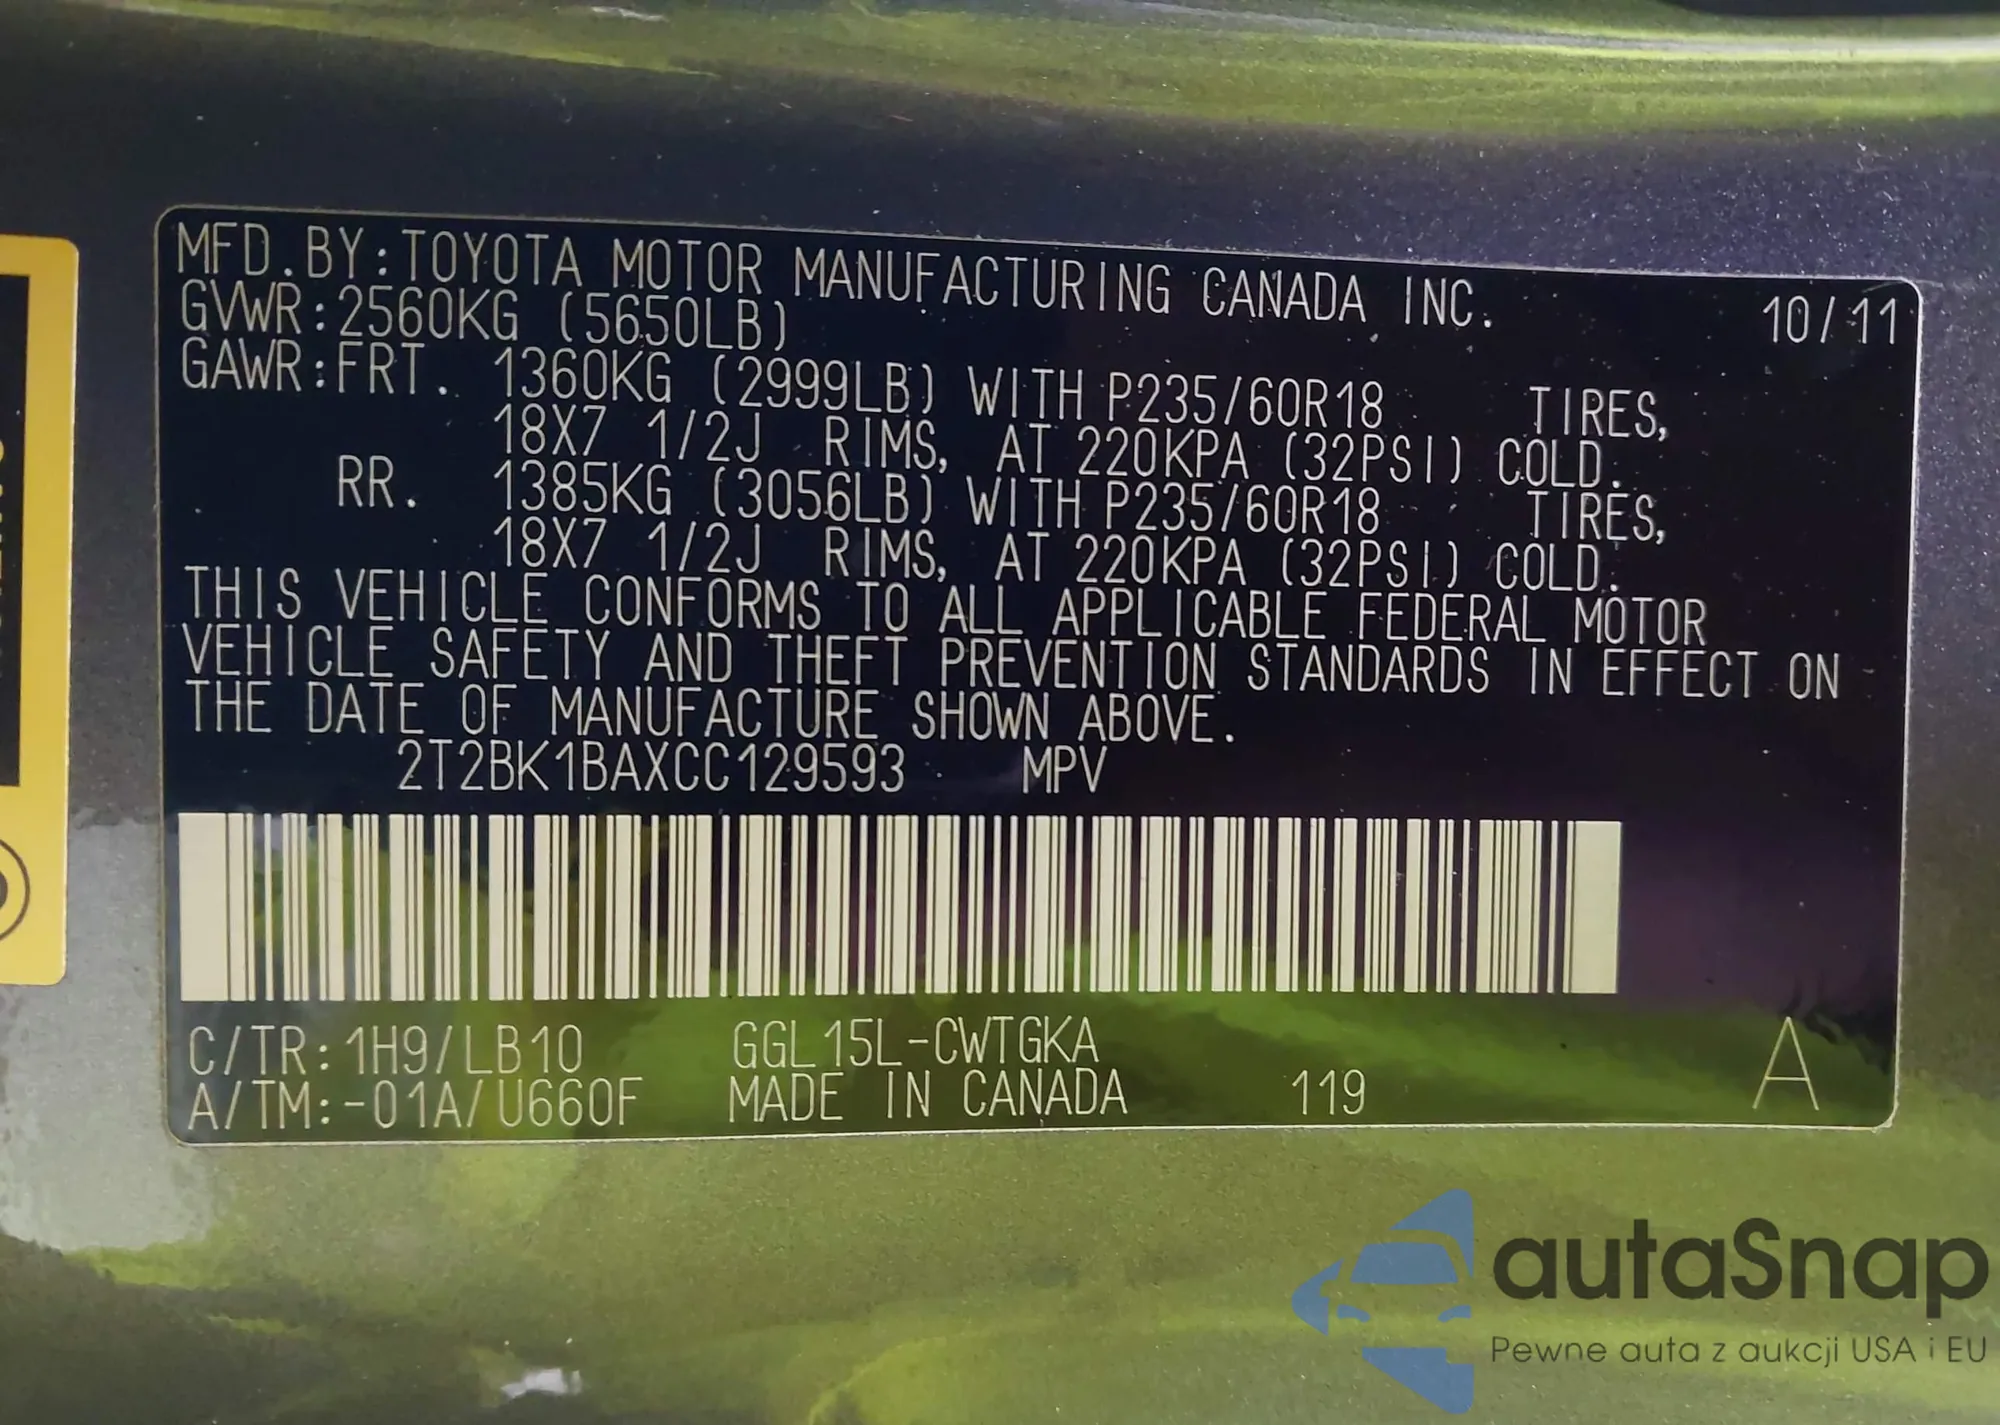 MFD.BY:TOYOTA MOTOR MANUFACTURING CANADA INC. 10/11
GVWR:2560KG (5650LB)
GAWR:FRT. 1360KG (2999LB) WITH P235/60R18 TIRES,
18X7 1/2J RIMS, AT 220KPA (32PSI) COLD.
RR. 1385KG (3056LB) WITH P235/60R18 TIRES,
18X7 1/2J RIMS, AT 220KPA (32PSI) COLD.
THIS VEHICLE CONFORMS TO ALL APPLICABLE FEDERAL MOTOR
VEHICLE SAFETY AND THEFT PREVENTION STANDARDS IN EFFECT ON
THE DATE OF MANUFACTURE SHOWN ABOVE.
2T2BK1BAXCC129593 MPV
C/TR:1H9/LB10 GGL15L-CWTGKA A
A/TM:-01A/U660F MADE IN CANADA 119
autaSnap
Pewne auta z aukcji USA i EU